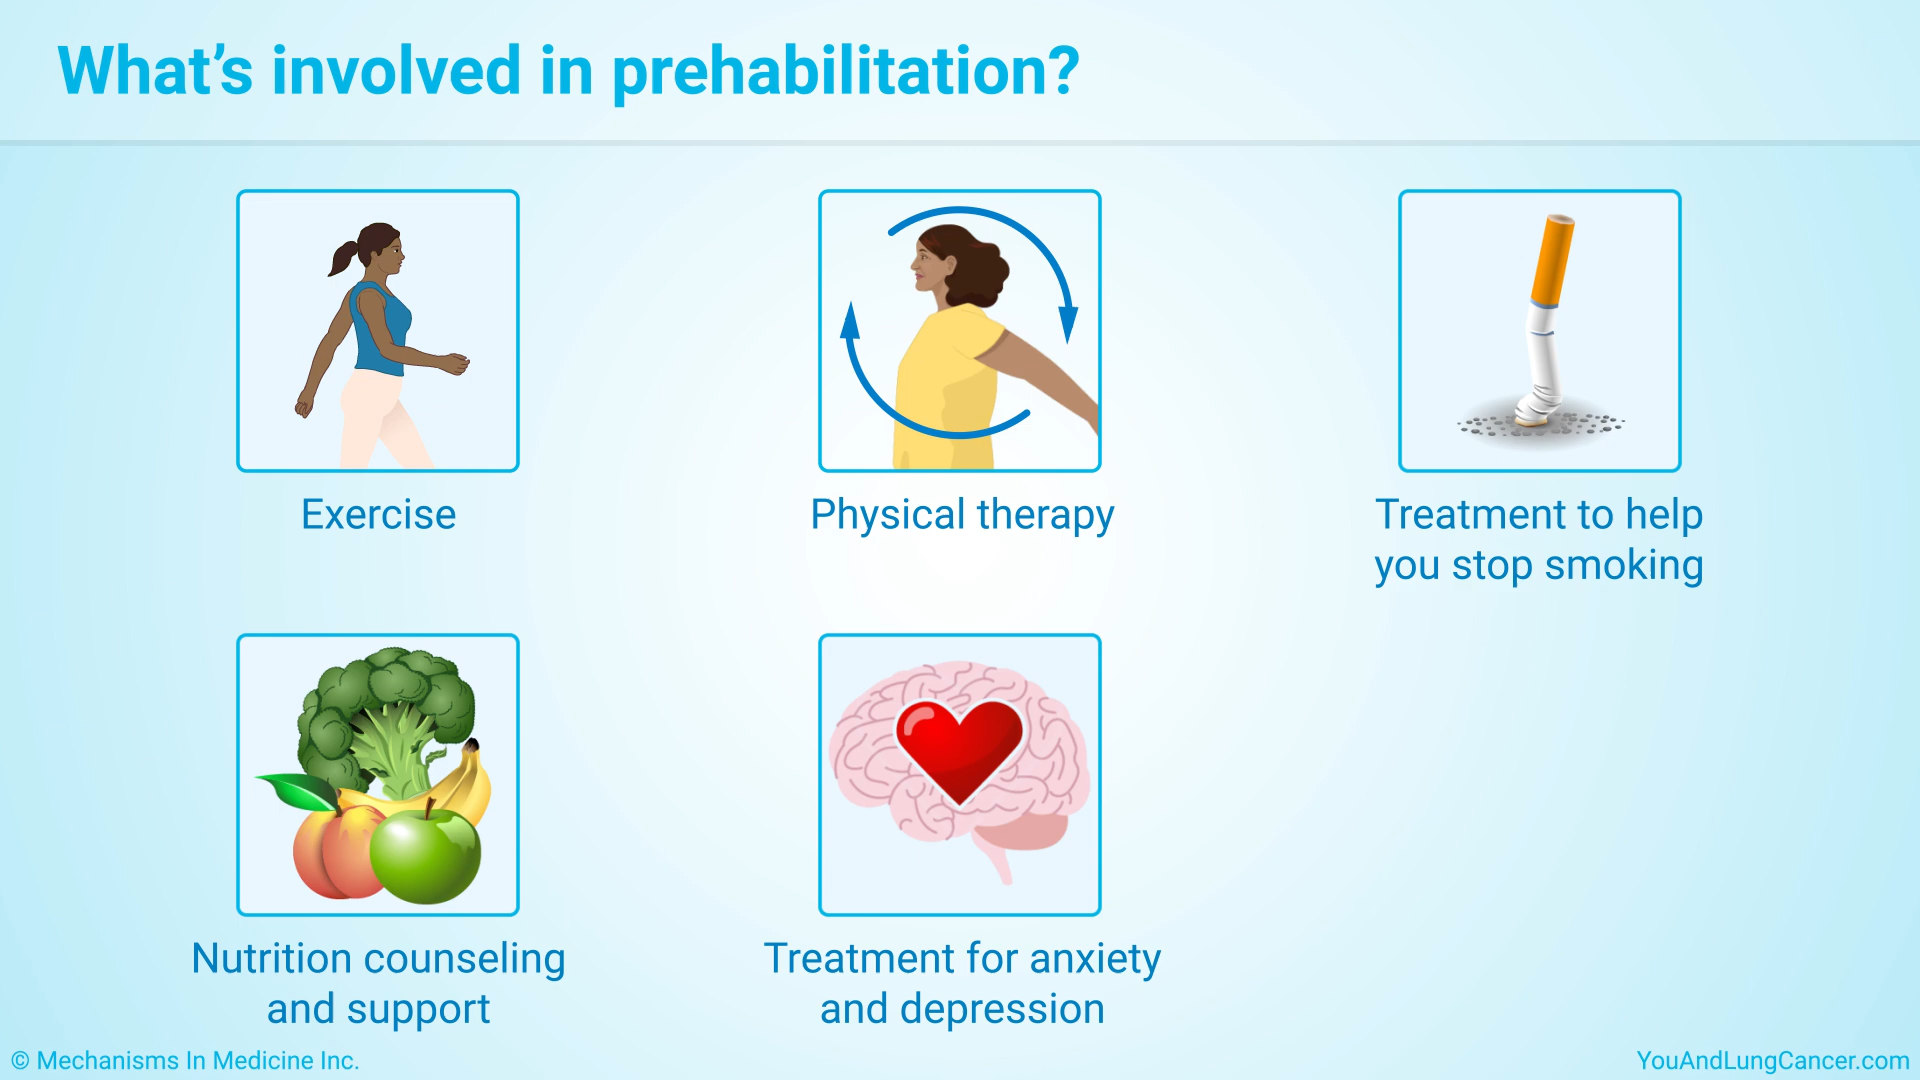 What’s involved in prehabilitation?
Exercise
Physical therapy
Treatment to help
you stop smoking
Nutrition counseling
and support
Treatment for anxiety
and depression
© Mechanisms In Medicine Inc.
YouAndLungCancer.com